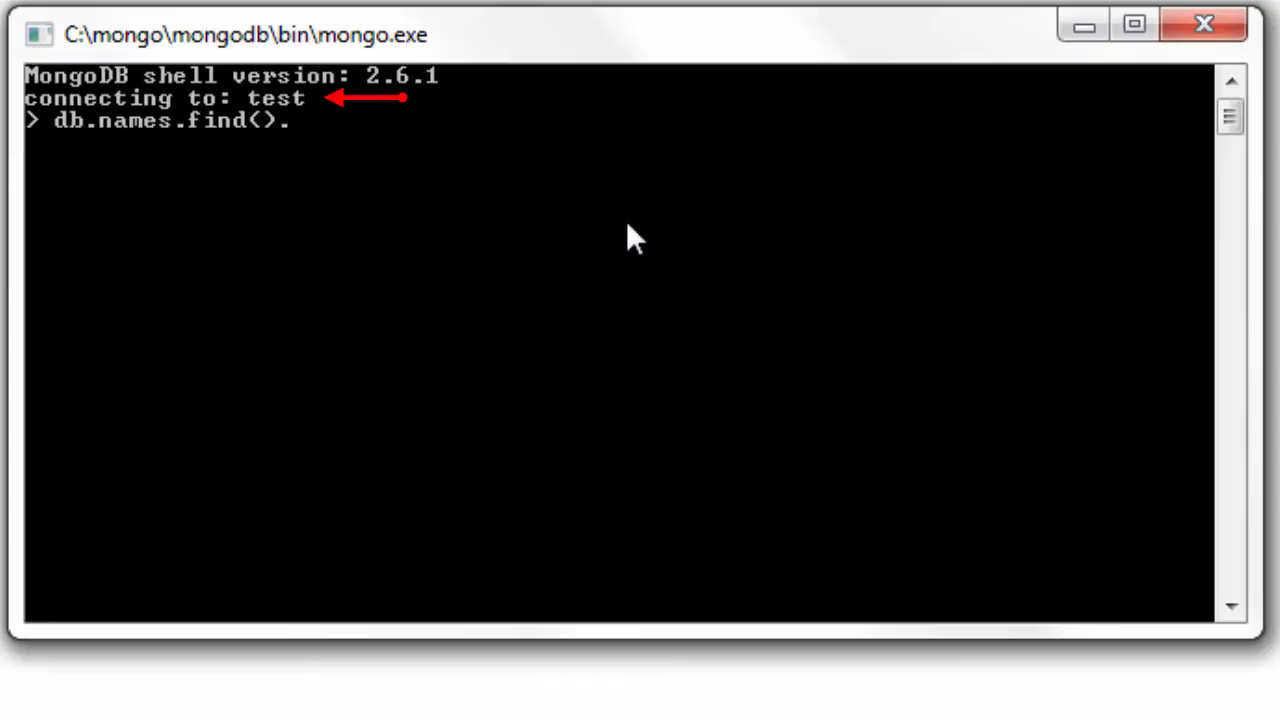 C:\mongo\mongodb\bin\mongo.exe
MongoDB shell version: 2.6.1
connecting to: test
> db.names.find().